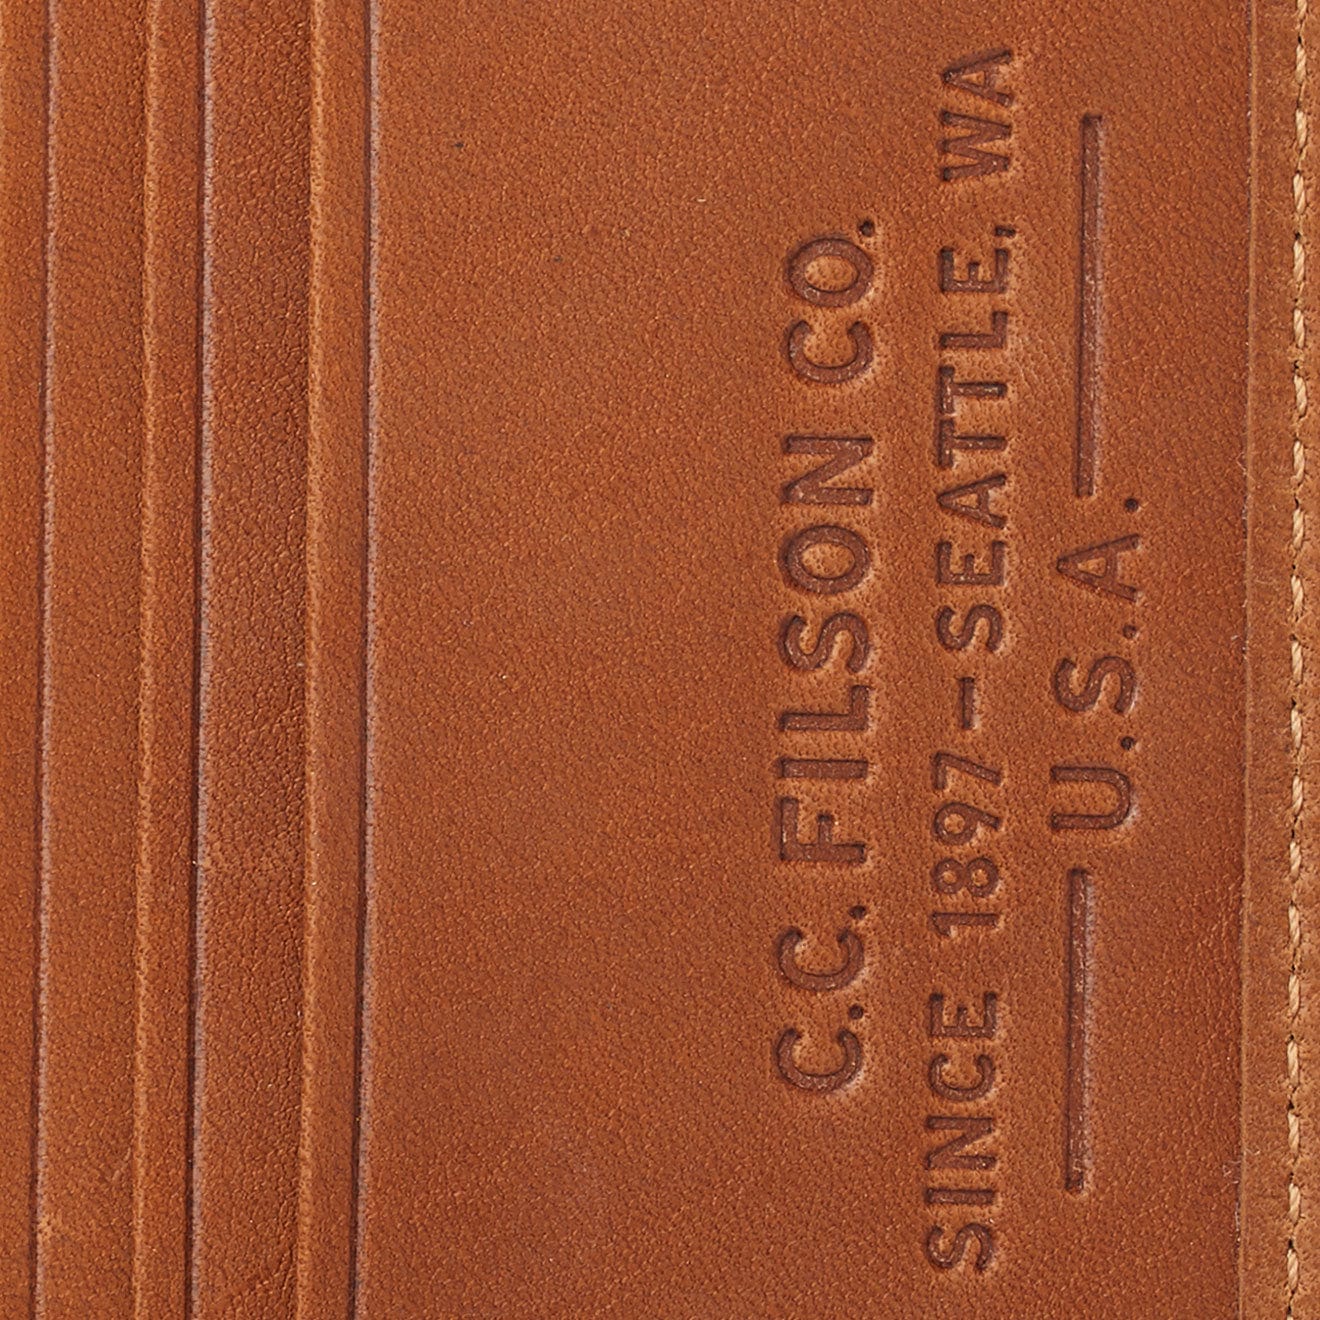 C.C. FILSON CO.
SINCE 1897–SEATTLE, WA
U.S.A.